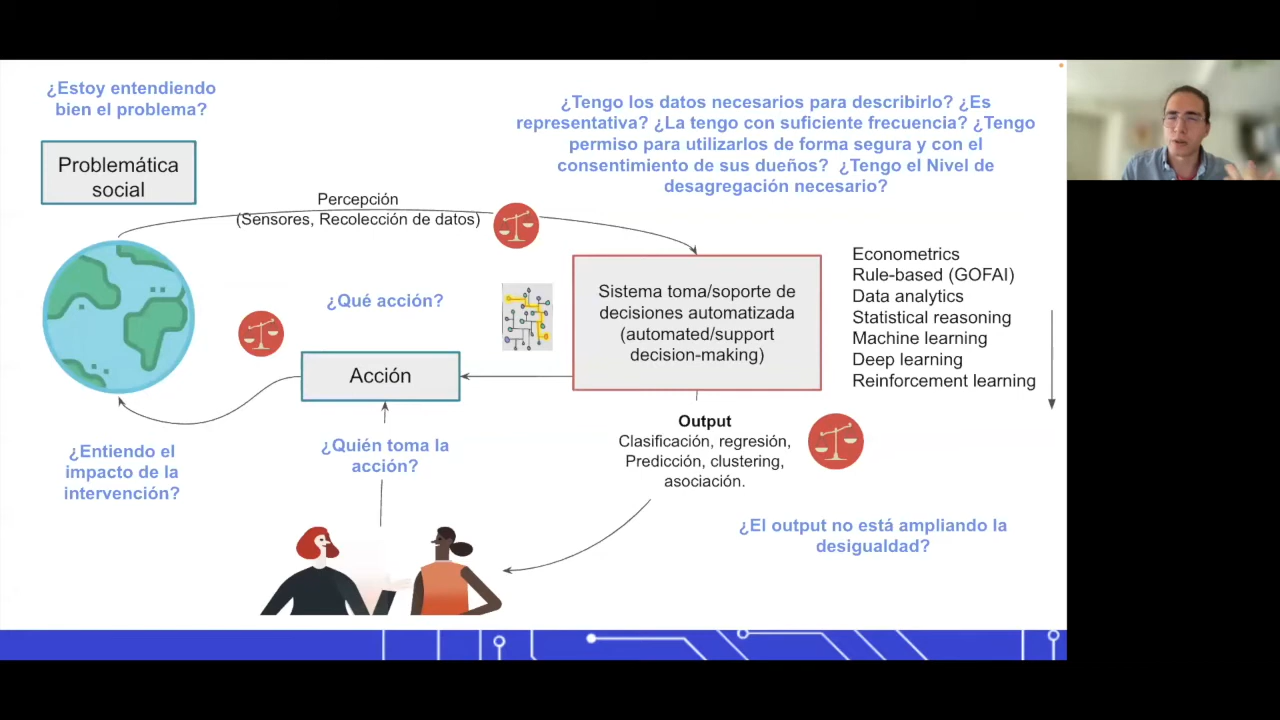 ¿Estoy entendiendo
bien el problema?
Problemática
social
¿Tengo los datos necesarios para describirlo? ¿Es
representativa? ¿La tengo con suficiente frecuencia? ¿Tengo
permiso para utilizarlos de forma segura y con el
consentimiento de sus dueños? ¿Tengo el Nivel de
desagregación necesario?
Percepción
(Sensores, Recolección de datos)
¿Qué acción?
Sistema toma/soporte de
decisiones automatizada
(automated/support
decision-making)
Econometrics
Rule-based (GOFAI)
Data analytics
Statistical reasoning
Machine learning
Deep learning
Reinforcement learning
Acción
Output
Clasificación, regresión,
Predicción, clustering,
asociación.
¿Quién toma la
acción?
¿Entiendo el
impacto de la
intervención?
¿El output no está ampliando la
desigualdad?